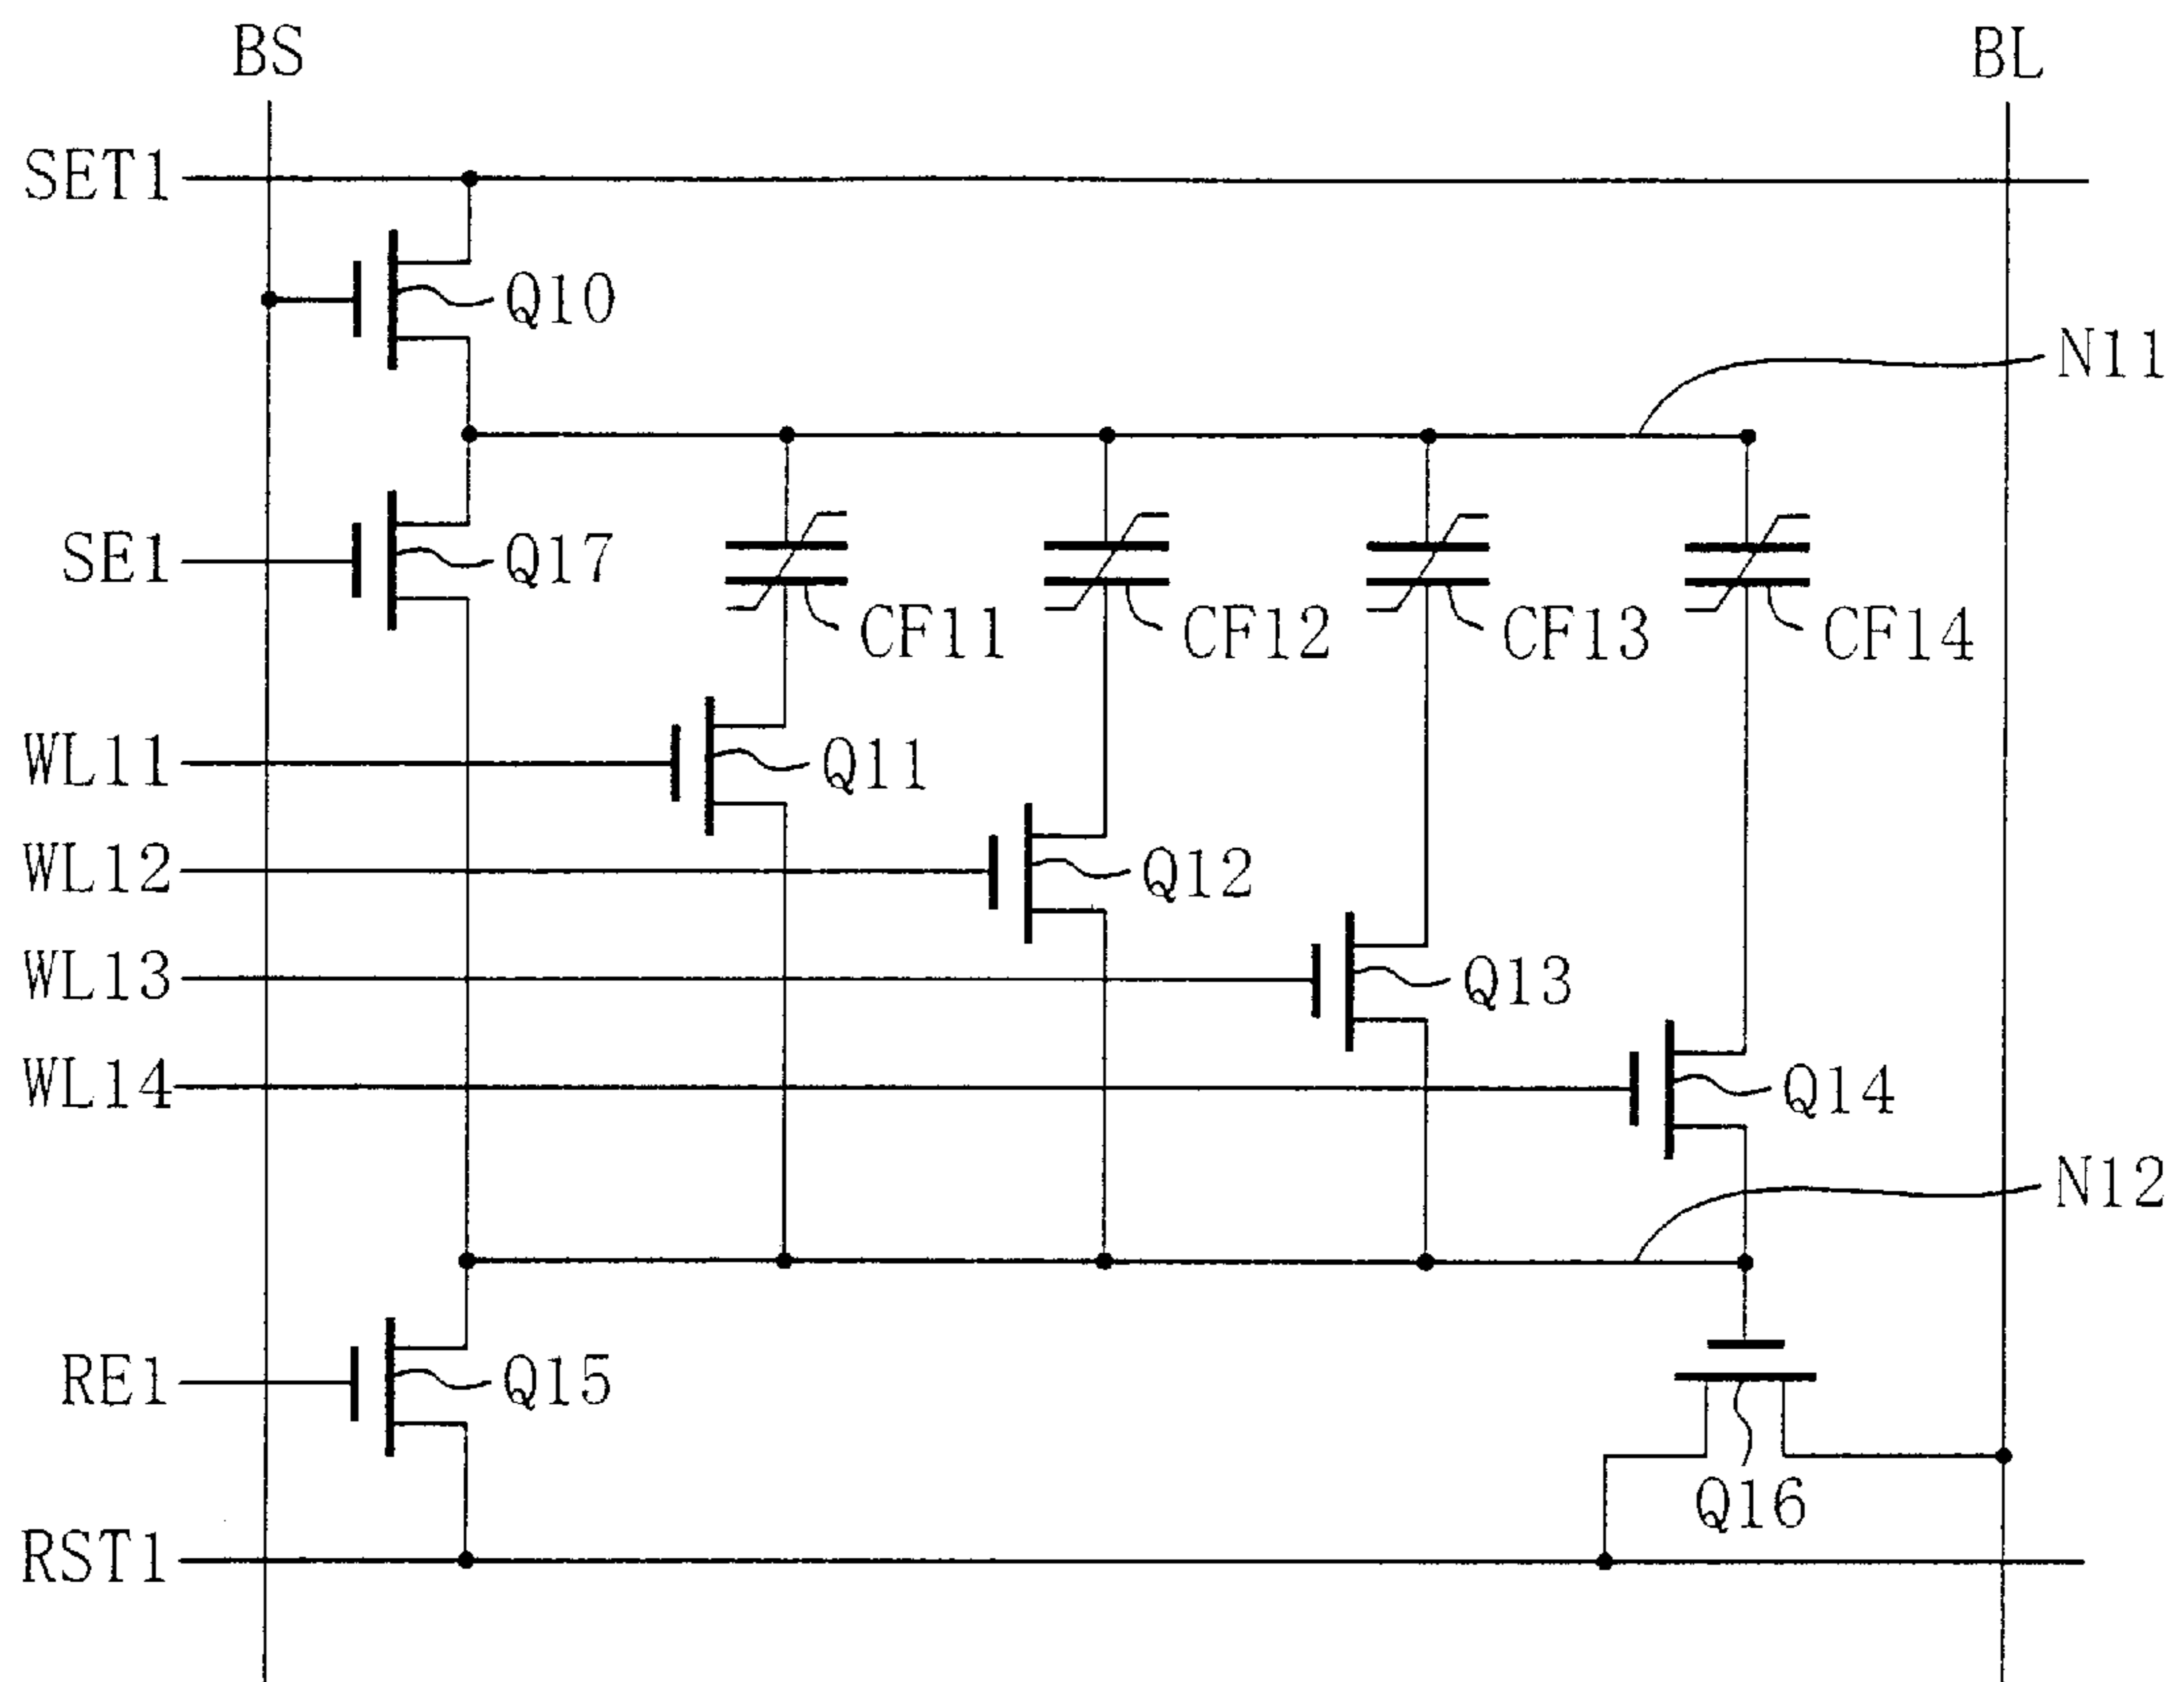 BS
BL
SET1
Q10
N11
SE1
Q17
CF11
CF12
CF13
CF14
WL11
Q11
WL12
Q12
WL13
Q13
WL14
Q14
N12
RE1
Q15
Q16
RST1